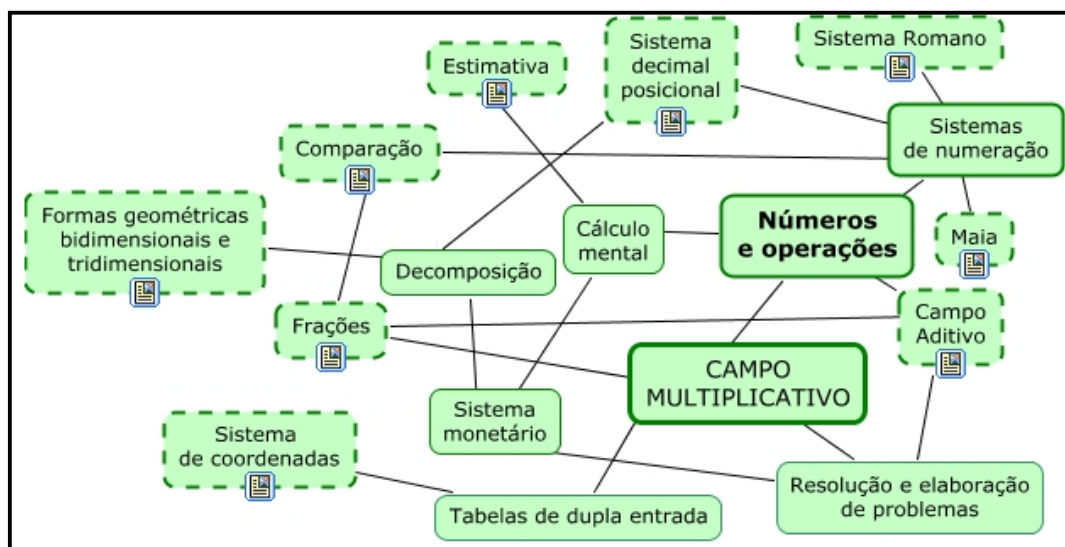 Estimativa
Sistema
decimal
posicional
Sistema Romano
Sistemas
de numeração
Comparação
Formas geométricas
bidimensionais e
tridimensionais
Decomposição
Cálculo
mental
Números
e operações
Maia
Frações
Campo
Aditivo
CAMPO
MULTIPLICATIVO
Sistema
monetário
Sistema
de coordenadas
Tabelas de dupla entrada
Resolução e elaboração
de problemas